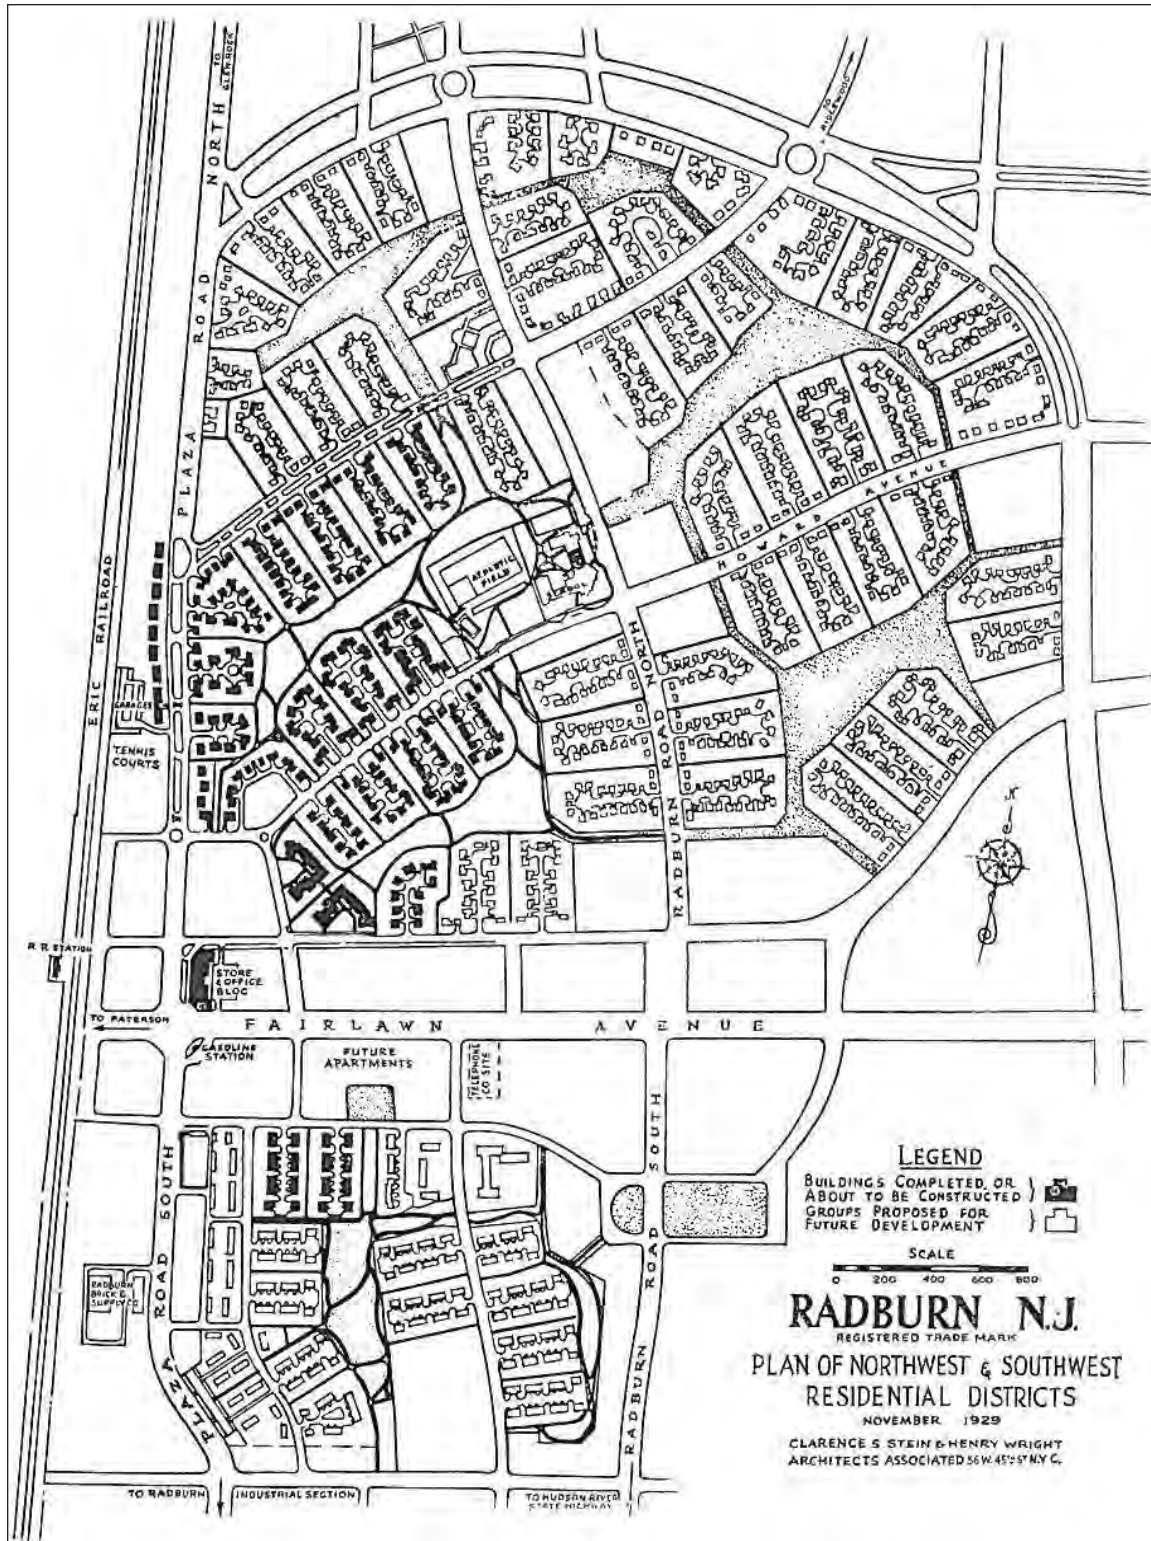 TO
GLEN ROCK
TO
RIDGEWOOD
PLAZA ROAD NORTH
ERIC RAILROAD
ATHLETIC
FIELD
SCHOOL
HOWARD AVENUE
RADBURN ROAD NORTH
GARAGES
TENNIS
COURTS
N
R.R. STATION
STORE
& OFFICE
BLOC
TO PATERSON
FAIRLAWN AVENUE
GASOLINE
STATION
FUTURE
APARTMENTS
TELEPHONE
CO SITE
PLAZA ROAD SOUTH
RADBURN ROAD SOUTH
RADBURN
BRICK &
SUPPLY CO
TO RADBURN INDUSTRIAL SECTION
TO HUDSON RIVER
STATE HIGHWAY
LEGEND
BUILDINGS COMPLETED, OR
ABOUT TO BE CONSTRUCTED
GROUPS PROPOSED FOR
FUTURE DEVELOPMENT
SCALE
0 200 400 600 800
RADBURN N.J.
REGISTERED TRADE MARK
PLAN OF NORTHWEST & SOUTHWEST
RESIDENTIAL DISTRICTS
NOVEMBER 1929
CLARENCE S STEIN & HENRY WRIGHT
ARCHITECTS ASSOCIATED 56 W. 45TH ST N.Y.C.